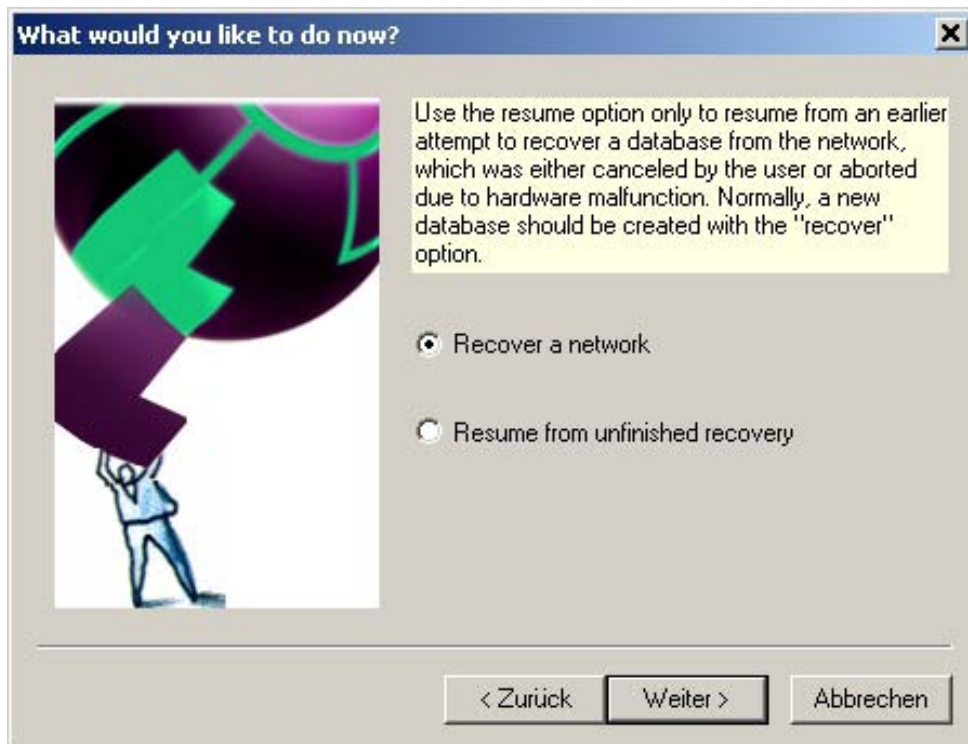 What would you like to do now?
Use the resume option only to resume from an earlier
attempt to recover a database from the network,
which was either canceled by the user or aborted
due to hardware malfunction. Normally, a new
database should be created with the "recover"
option.
Recover a network
Resume from unfinished recovery
< Zurück
Weiter >
Abbrechen